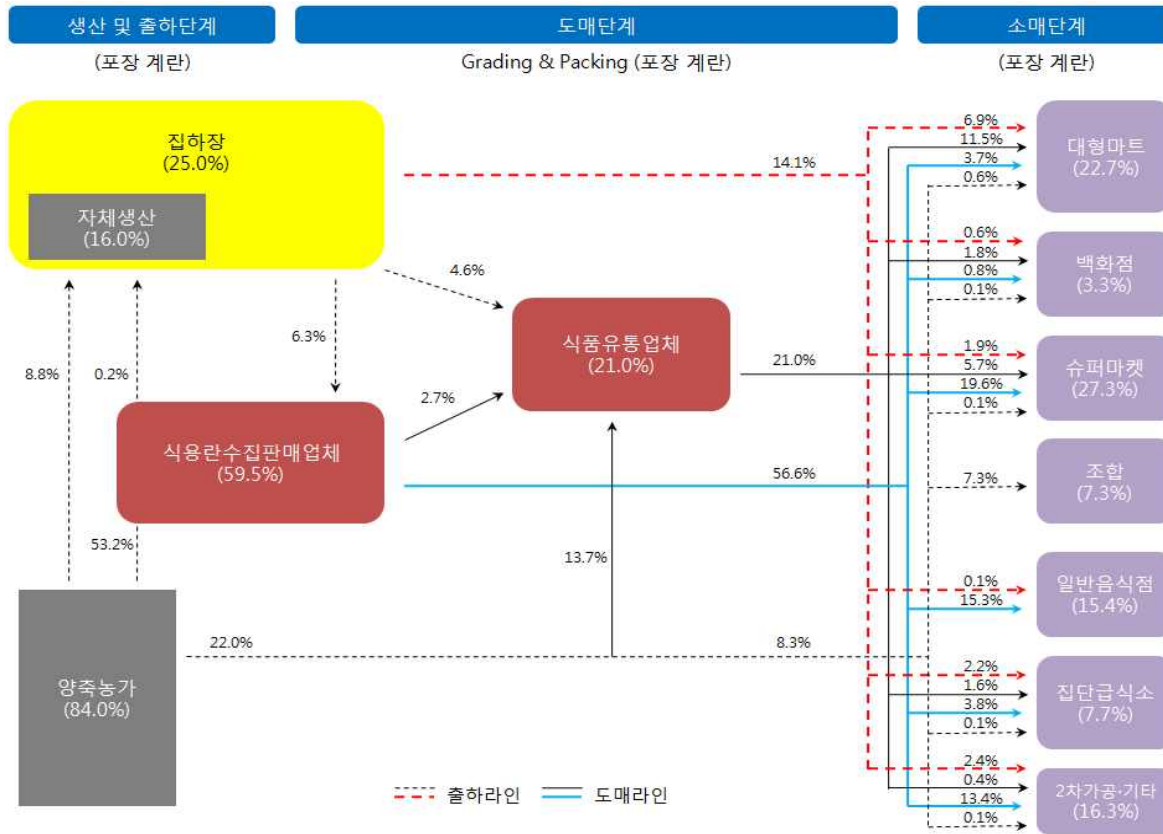 생산 및 출하단계
도매단계
소매단계
(포장 계란)
Grading & Packing (포장 계란)
(포장 계란)
집하장
(25.0%)
자체생산
(16.0%)
14.1%
6.9%
11.5%
3.7%
0.6%
대형마트
(22.7%)
0.6%
1.8%
0.8%
0.1%
백화점
(3.3%)
4.6%
6.3%
8.8%
0.2%
식품유통업체
(21.0%)
21.0%
2.7%
1.9%
5.7%
19.6%
0.1%
슈퍼마켓
(27.3%)
식용란수집판매업체
(59.5%)
56.6%
7.3%
조합
(7.3%)
53.2%
13.7%
0.1%
15.3%
일반음식점
(15.4%)
22.0%
8.3%
양축농가
(84.0%)
2.2%
1.6%
3.8%
0.1%
집단급식소
(7.7%)
2.4%
0.4%
13.4%
0.1%
2차가공·기타
(16.3%)
출하라인
도매라인